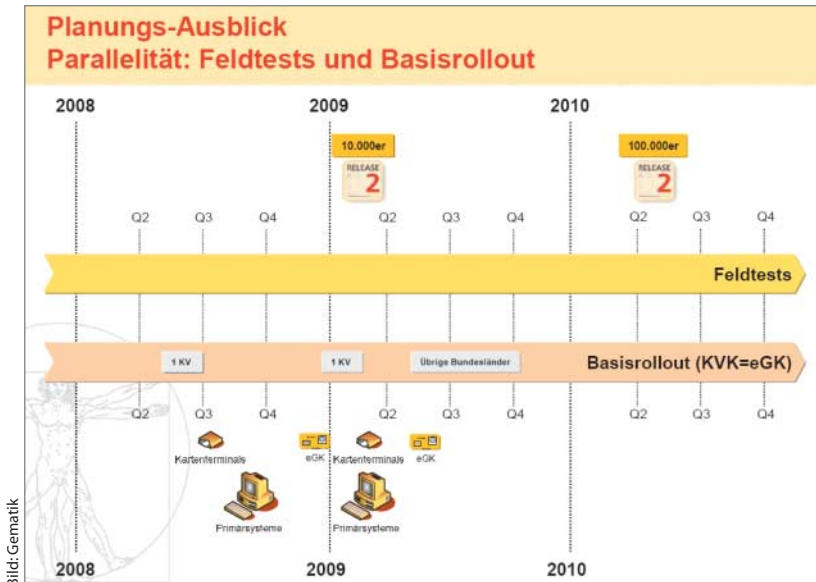 Planungs-Ausblick
Parallelität: Feldtests und Basisrollout
2008 2009 2010
10.000er 100.000er
RELEASE 2 RELEASE 2
Q2 Q3 Q4 Q2 Q3 Q4 Q2 Q3 Q4
Feldtests
1 KV 1 KV Übrige Bundesländer Basisrollout (KVK=eGK)
Q2 Q3 Q4 Q2 Q3 Q4 Q2 Q3 Q4
Kartenterminals eGK Kartenterminals eGK
Primärsysteme Primärsysteme
2008 2009 2010
Bild: Gematik